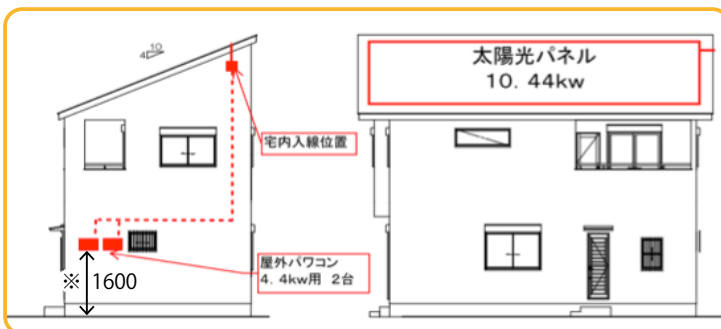 4 10
太陽光パネル
10.44kw
宅内入線位置
屋外パワコン
4.4kw用 2台
※ 1600